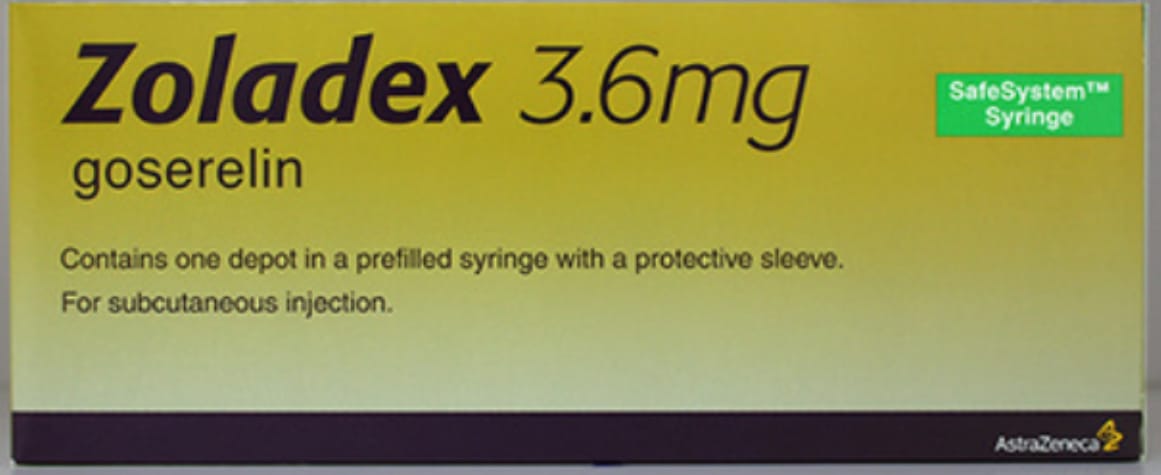 Zoladex 3.6mg
goserelin
SafeSystem™
Syringe
Contains one depot in a prefilled syringe with a protective sleeve.
For subcutaneous injection.
AstraZeneca